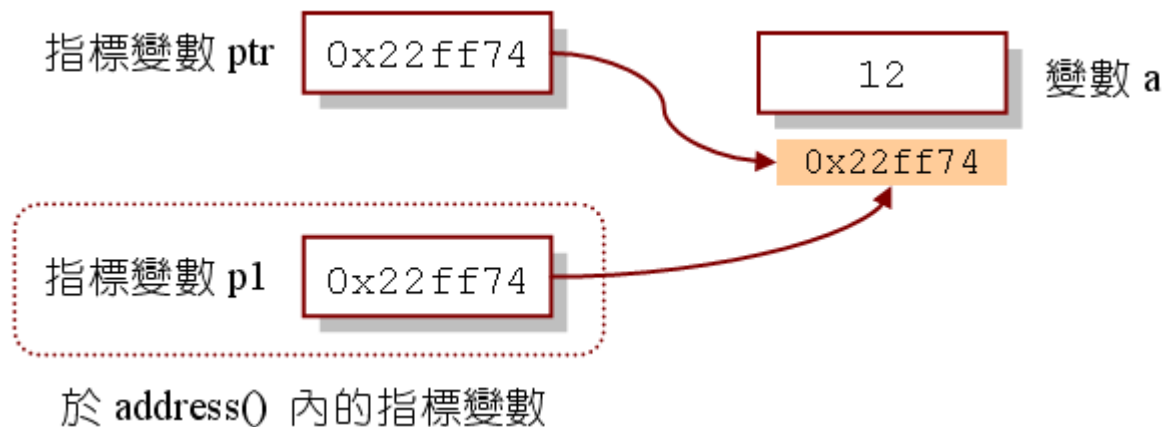 指標變數 ptr
0x22ff74
12
變數 a
0x22ff74
指標變數 p1
0x22ff74
於 address() 內的指標變數